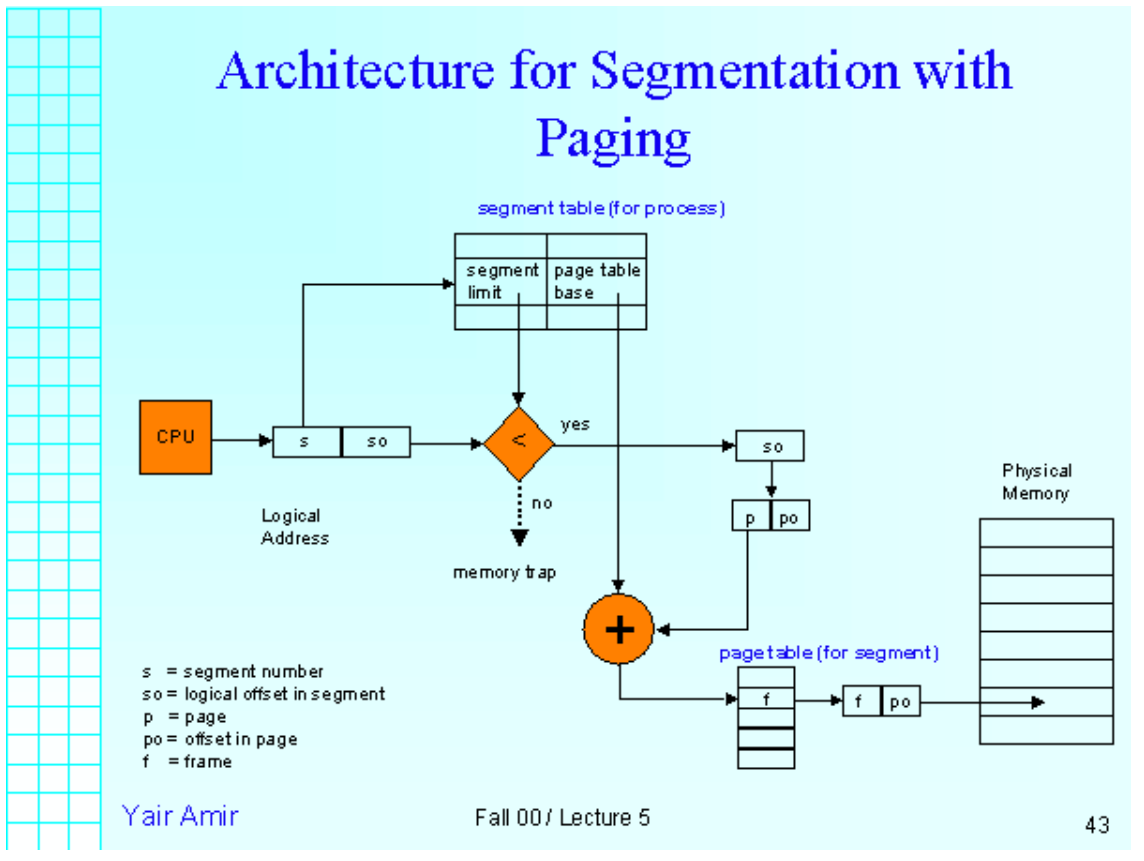 Architecture for Segmentation with
Paging
segment table (for process)
segment
limit
page table
base
CPU
s
so
<
yes
so
no
p
po
Logical
Address
memory trap
Physical
Memory
+
page table (for segment)
f
f
po
s = segment number
so = logical offset in segment
p = page
po = offset in page
f = frame
Yair Amir
Fall 00 / Lecture 5
43